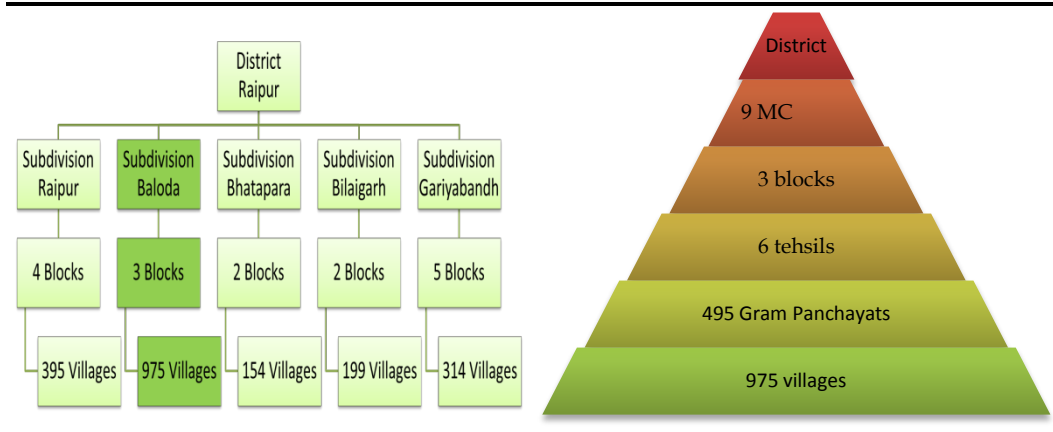 District
Raipur
Subdivision
Raipur
Subdivision
Baloda
Subdivision
Bhatapara
Subdivision
Bilaigarh
Subdivision
Gariyabandh
4 Blocks
3 Blocks
2 Blocks
2 Blocks
5 Blocks
395 Villages
975 Villages
154 Villages
199 Villages
314 Villages
District
9 MC
3 blocks
6 tehsils
495 Gram Panchayats
975 villages